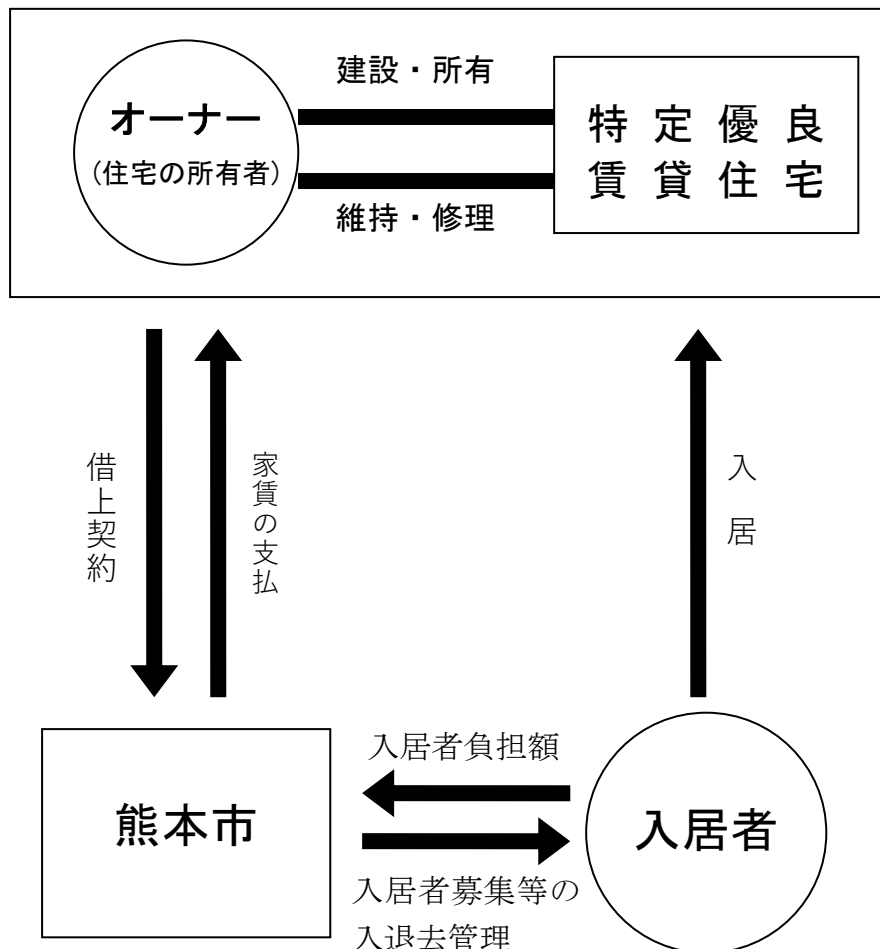 建設・所有
オーナー
(住宅の所有者)
特定優良
賃貸住宅
維持・修理
借上契約
家賃の支払
入居
入居者負担額
熊本市
入居者
入居者募集等の
入退去管理